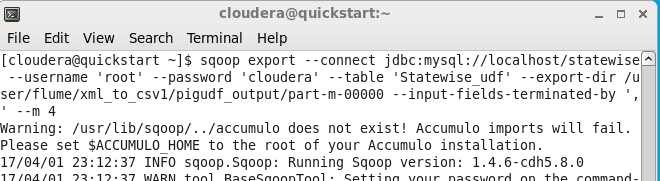 cloudera@quickstart:~
File Edit View Search Terminal Help
[cloudera@quickstart ~]$ sqoop export --connect jdbc:mysql://localhost/statewise
--username 'root' --password 'cloudera' --table 'Statewise_udf' --export-dir /u
ser/flume/xml_to_csv1/pigudf_output/part-m-00000 --input-fields-terminated-by ',
' --m 4
Warning: /usr/lib/sqoop/../accumulo does not exist! Accumulo imports will fail.
Please set $ACCUMULO_HOME to the root of your Accumulo installation.
17/04/01 23:12:37 INFO sqoop.Sqoop: Running Sqoop version: 1.4.6-cdh5.8.0
17/04/01 23:12:37 WARN tool.BaseSqoopTool: Setting your password on the command-